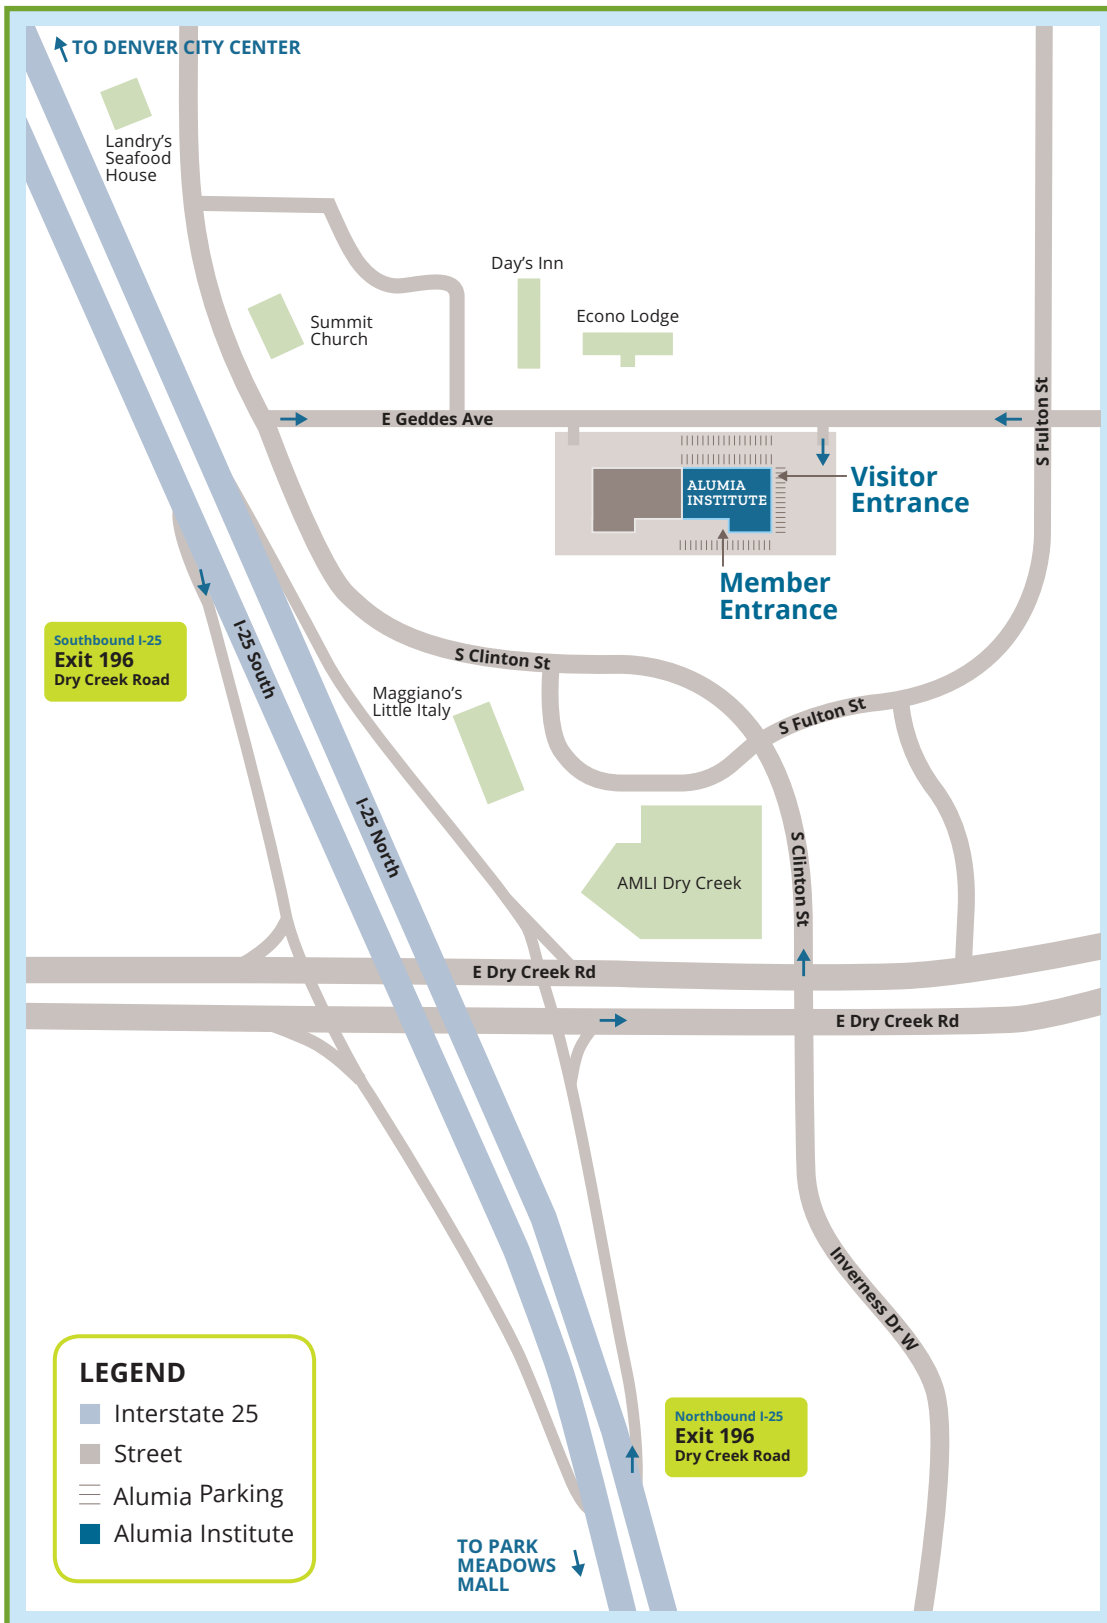 TO DENVER CITY CENTER
Landry's
Seafood
House
Day's Inn
Econo Lodge
Summit
Church
E Geddes Ave
S Fulton St
ALUMIA
INSTITUTE
Visitor
Entrance
Member
Entrance
Southbound I-25
Exit 196
Dry Creek Road
I-25 South
S Clinton St
Maggiano's
Little Italy
S Fulton St
I-25 North
S Clinton St
AMLI Dry Creek
E Dry Creek Rd
E Dry Creek Rd
Inverness Dr W
LEGEND
Interstate 25
Street
Alumia Parking
Alumia Institute
Northbound I-25
Exit 196
Dry Creek Road
TO PARK
MEADOWS
MALL